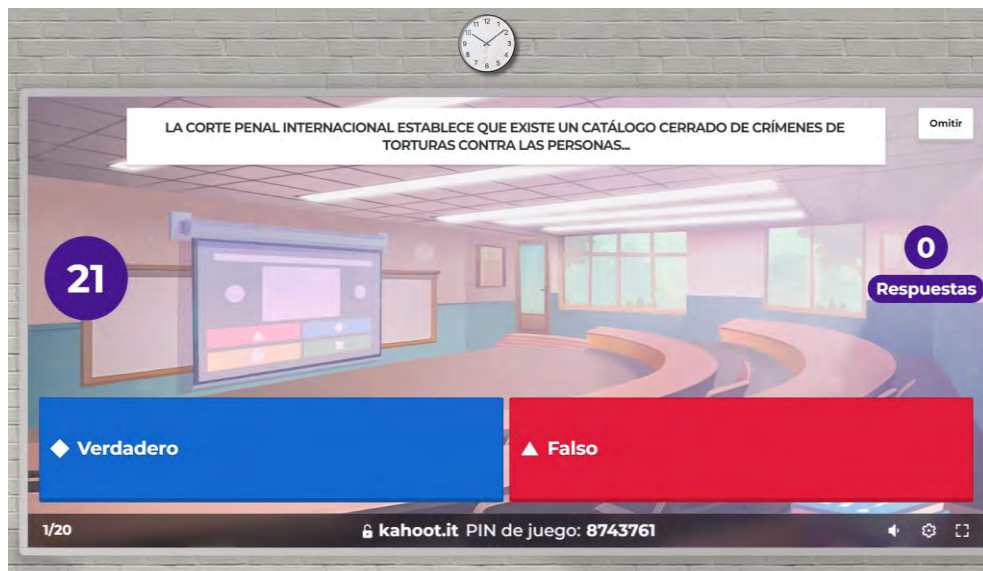 LA CORTE PENAL INTERNACIONAL ESTABLECE QUE EXISTE UN CATÁLOGO CERRADO DE CRÍMENES DE
TORTURAS CONTRA LAS PERSONAS...
Omitir
21
0
Respuestas
Verdadero
Falso
1/20
kahoot.it PIN de juego: 8743761